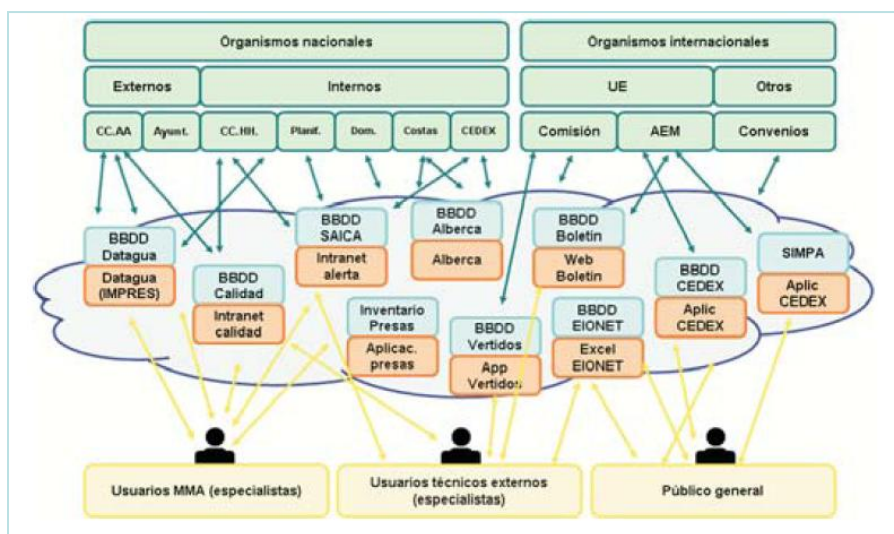 Organismos nacionales
Organismos internacionales
Externos
Internos
UE
Otros
CC.AA
Ayunt.
CC.HH.
Planif.
Dom.
Costas
CEDEX
Comisión
AEM
Convenios
BBDD
Datagua
Datagua
(IMPRES)
BBDD
Calidad
Intranet
calidad
BBDD
SAICA
Intranet
alerta
Inventario
Presas
Aplicac.
presas
BBDD
Alberca
Alberca
BBDD
Vertidos
App
Vertidos
BBDD
Boletin
Web
Boletin
BBDD
EIONET
Excel
EIONET
BBDD
CEDEX
Aplic
CEDEX
SIMPA
Aplic
CEDEX
Usuarios MMA (especialistas)
Usuarios técnicos externos
(especialistas)
Público general